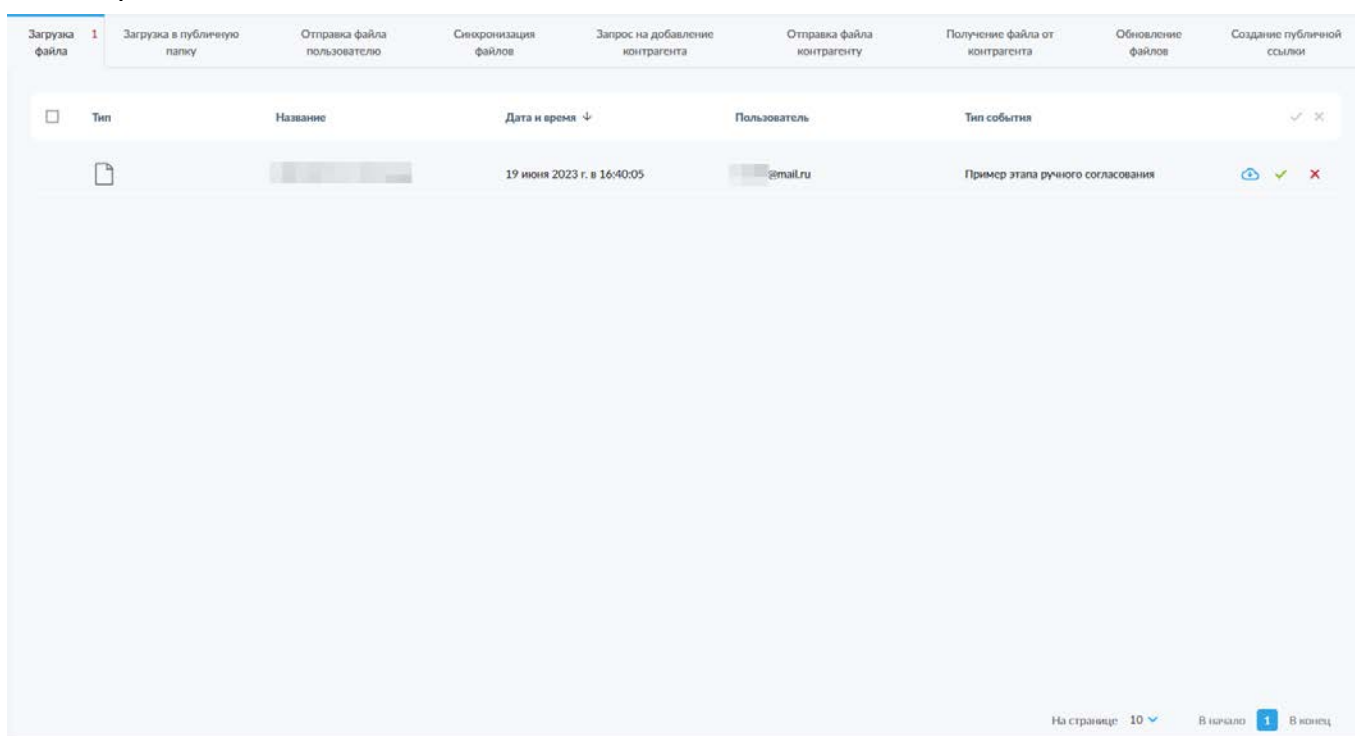 Загрузка файла 1
Загрузка в публичную папку
Отправка файла пользователю
Синхронизация файлов
Запрос на добавление контрагента
Отправка файла контрагенту
Получение файла от контрагента
Обновление файлов
Создание публичной ссылки
Тип Название Дата и время Пользователь Тип события
19 июня 2023 г. в 16:40:05 @mail.ru Пример этапа ручного согласования
На странице 10 В начало 1 В конец